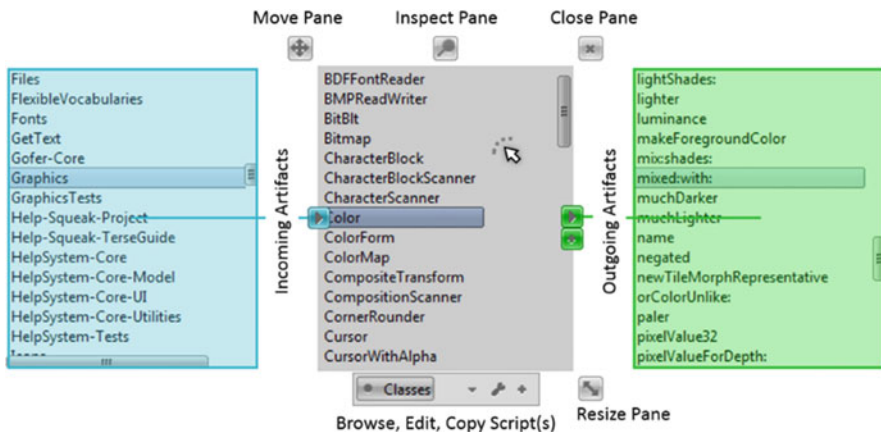 Move Pane
Inspect Pane
Close Pane
Files
FlexibleVocabularies
Fonts
GetText
Gofer-Core
Graphics
GraphicsTests
Help-Squeak-Project
Help-Squeak-TerseGuide
HelpSystem-Core
HelpSystem-Core-Model
HelpSystem-Core-UI
HelpSystem-Core-Utilities
HelpSystem-Tests
Icons
Incoming Artifacts
BDFFontReader
BMPReadWriter
BitBlt
Bitmap
CharacterBlock
CharacterBlockScanner
CharacterScanner
Color
ColorForm
ColorMap
CompositeTransform
CompositionScanner
CornerRounder
Cursor
CursorWithAlpha
Outgoing Artifacts
lightShades:
lighter
luminance
makeForegroundColor
mix:shades:
mixed:with:
muchDarker
muchLighter
name
negated
newTileMorphRepresentative
orColorUnlike:
paler
pixelValue32
pixelValueForDepth:
Classes
Resize Pane
Browse, Edit, Copy Script(s)